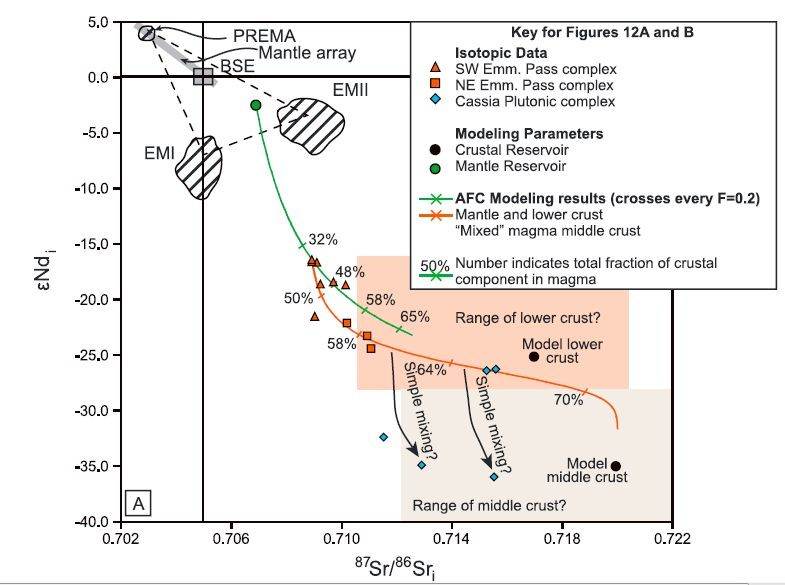 5.0
0.0
-5.0
-10.0
-15.0
-20.0
-25.0
-30.0
-35.0
-40.0
εNdi
PREMA
Mantle array
BSE
EMII
EMI
Key for Figures 12A and B
Isotopic Data
SW Emm. Pass complex
NE Emm. Pass complex
Cassia Plutonic complex
Modeling Parameters
Crustal Reservoir
Mantle Reservoir
AFC Modeling results (crosses every F=0.2)
Mantle and lower crust
“Mixed” magma middle crust
50% Number indicates total fraction of crustal
component in magma
32%
48%
50%
58%
65%
58%
64%
70%
Range of lower crust?
Model lower
crust
Simple mixing?
Simple mixing?
Model
middle crust
Range of middle crust?
A
0.702 0.706 0.710 0.714 0.718 0.722
87Sr/86Sri